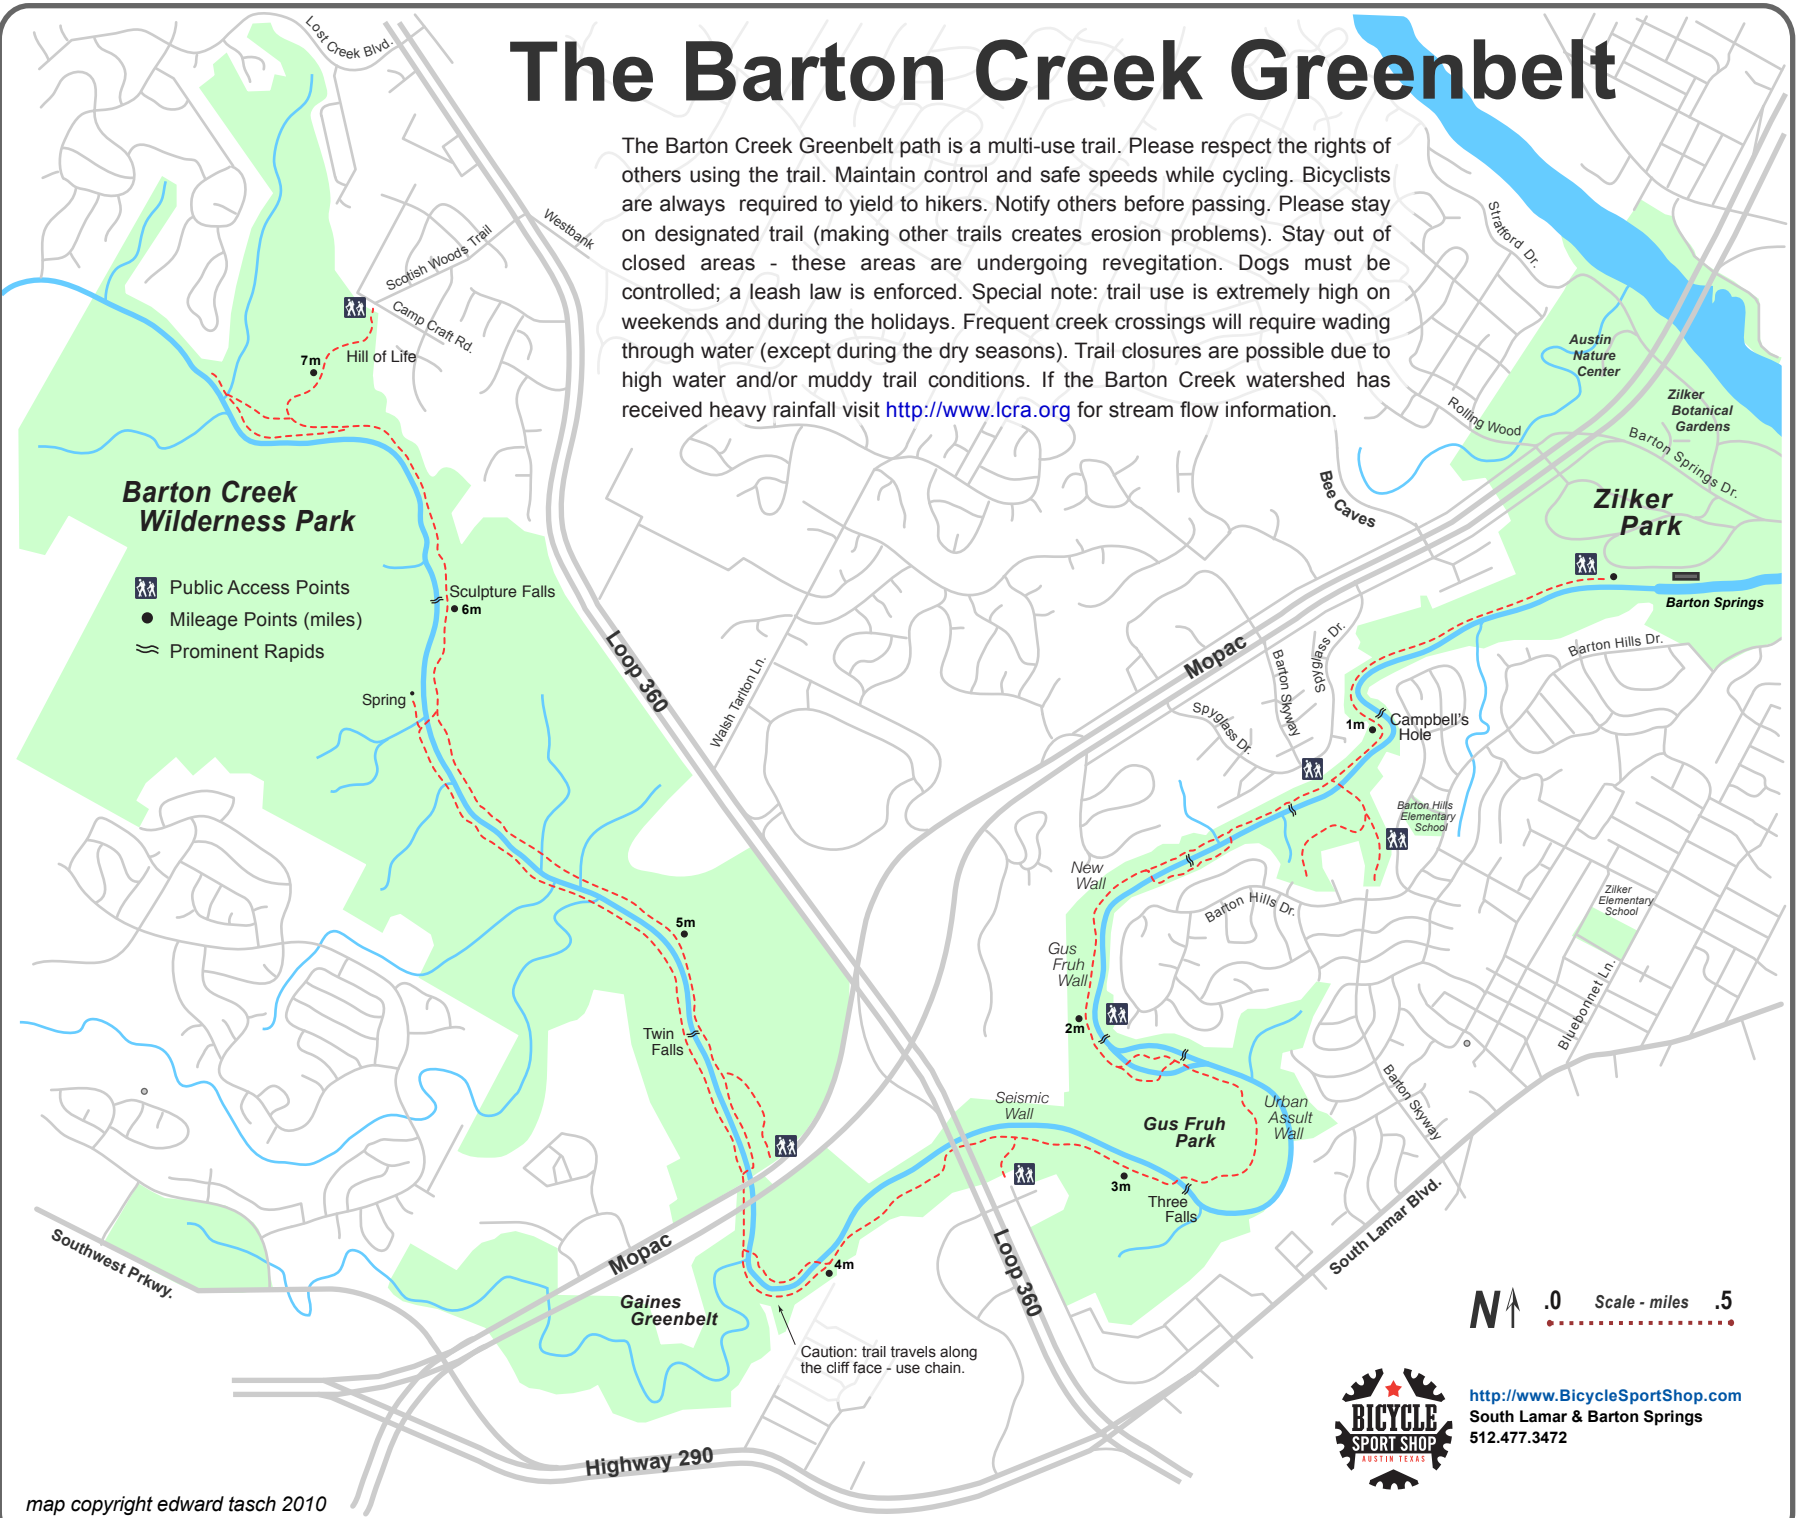 The Barton Creek Greenbelt
The Barton Creek Greenbelt path is a multi-use trail. Please respect the rights of
others using the trail. Maintain control and safe speeds while cycling. Bicyclists
are always required to yield to hikers. Notify others before passing. Please stay
on designated trail (making other trails creates erosion problems). Stay out of
closed areas - these areas are undergoing revegitation. Dogs must be
controlled; a leash law is enforced. Special note: trail use is extremely high on
weekends and during the holidays. Frequent creek crossings will require wading
through water (except during the dry seasons). Trail closures are possible due to
high water and/or muddy trail conditions. If the Barton Creek watershed has
received heavy rainfall visit http://www.lcra.org for stream flow information.
Lost Creek Blvd.
Westbank
Scotish Woods Trail
Camp Craft Rd.
7m
Hill of Life
Stratford Dr.
Austin
Nature
Center
Zilker
Botanical
Gardens
Rolling Wood
Barton Springs Dr.
Bee Caves
Zilker
Park
Barton Springs
Barton Hills Dr.
Barton Creek
Wilderness Park
Public Access Points
Mileage Points (miles)
Prominent Rapids
Sculpture Falls
6m
Spring
Loop 360
Walsh Tarlton Ln.
Mopac
Spyglass Dr.
Barton Skyway
Spyglass Dr.
1m
Campbell's
Hole
Barton Hills
Elementary
School
New
Wall
Barton Hills Dr.
Zilker
Elementary
School
5m
Gus
Fruh
Wall
2m
Bluebonnet Ln.
Twin
Falls
Seismic
Wall
Gus Fruh
Park
Urban
Assult
Wall
Barton Skyway
3m
Three
Falls
South Lamar Blvd.
Southwest Prkwy.
Mopac
4m
Loop 360
Gaines
Greenbelt
Caution: trail travels along
the cliff face - use chain.
N
.0 Scale - miles .5
Highway 290
BICYCLE
SPORT SHOP
AUSTIN TEXAS
http://www.BicycleSportShop.com
South Lamar & Barton Springs
512.477.3472
map copyright edward tasch 2010